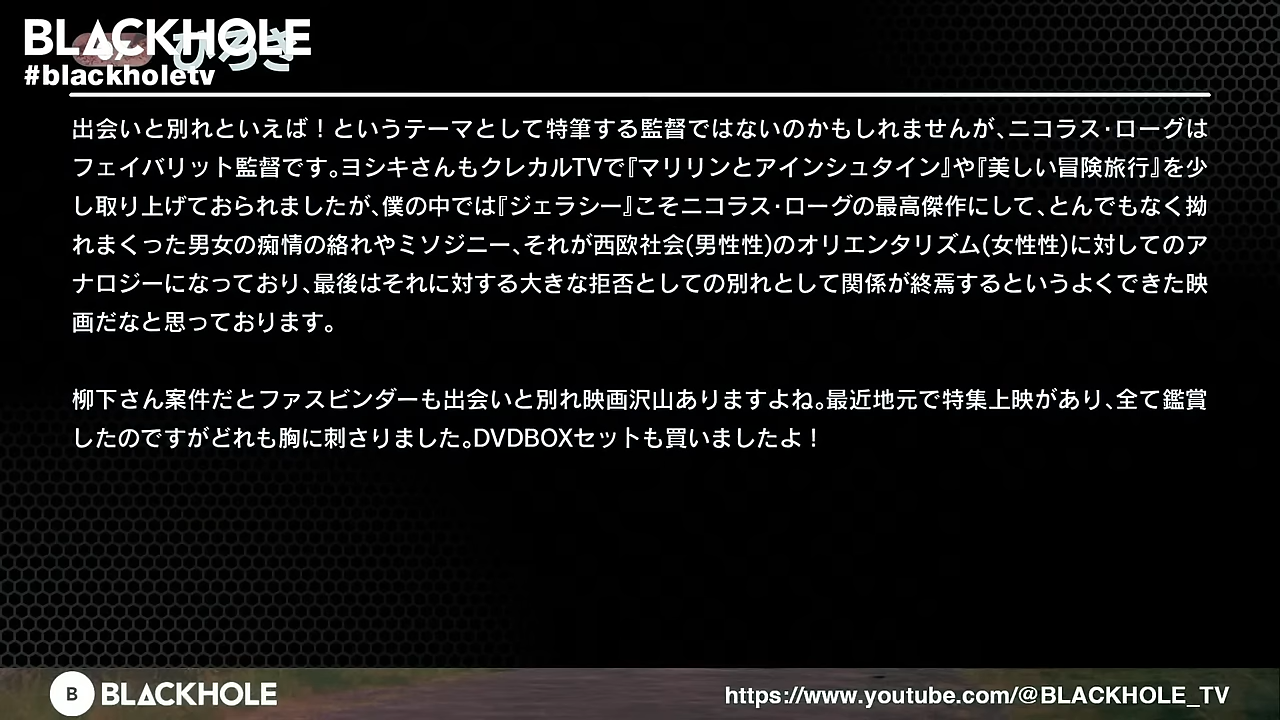 BLACKHOLE
ひろき
#blackholetv
出会いと別れといえば！というテーマとして特筆する監督ではないのかもしれませんが、ニコラス・ローグは
フェイバリット監督です。ヨシキさんもクレカルTVで『マリリンとアインシュタイン』や『美しい冒険旅行』を少
し取り上げておられましたが、僕の中では『ジェラシー』こそニコラス・ローグの最高傑作にして、とんでもなく拗
れまくった男女の痴情の絡れやミソジニー、それが西欧社会(男性性)のオリエンタリズム(女性性)に対してのア
ナロジーになっており、最後はそれに対する大きな拒否としての別れとして関係が終焉するというよくできた映
画だなと思っております。
柳下さん案件だとファスビンダーも出会いと別れ映画沢山ありますよね。最近地元で特集上映があり、全て鑑賞
したのですがどれも胸に刺さりました。DVDBOXセットも買いましたよ！
B BLACKHOLE
https://www.youtube.com/@BLACKHOLE_TV